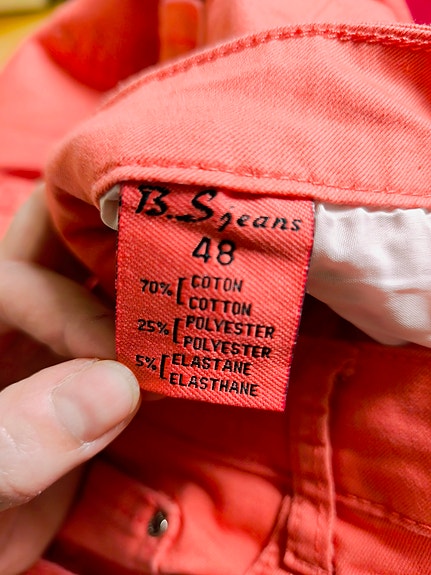 B.S jeans
48
70% [ COTON
COTTON
25% [ POLYESTER
POLYESTER
5% [ ELASTANE
ELASTHANE